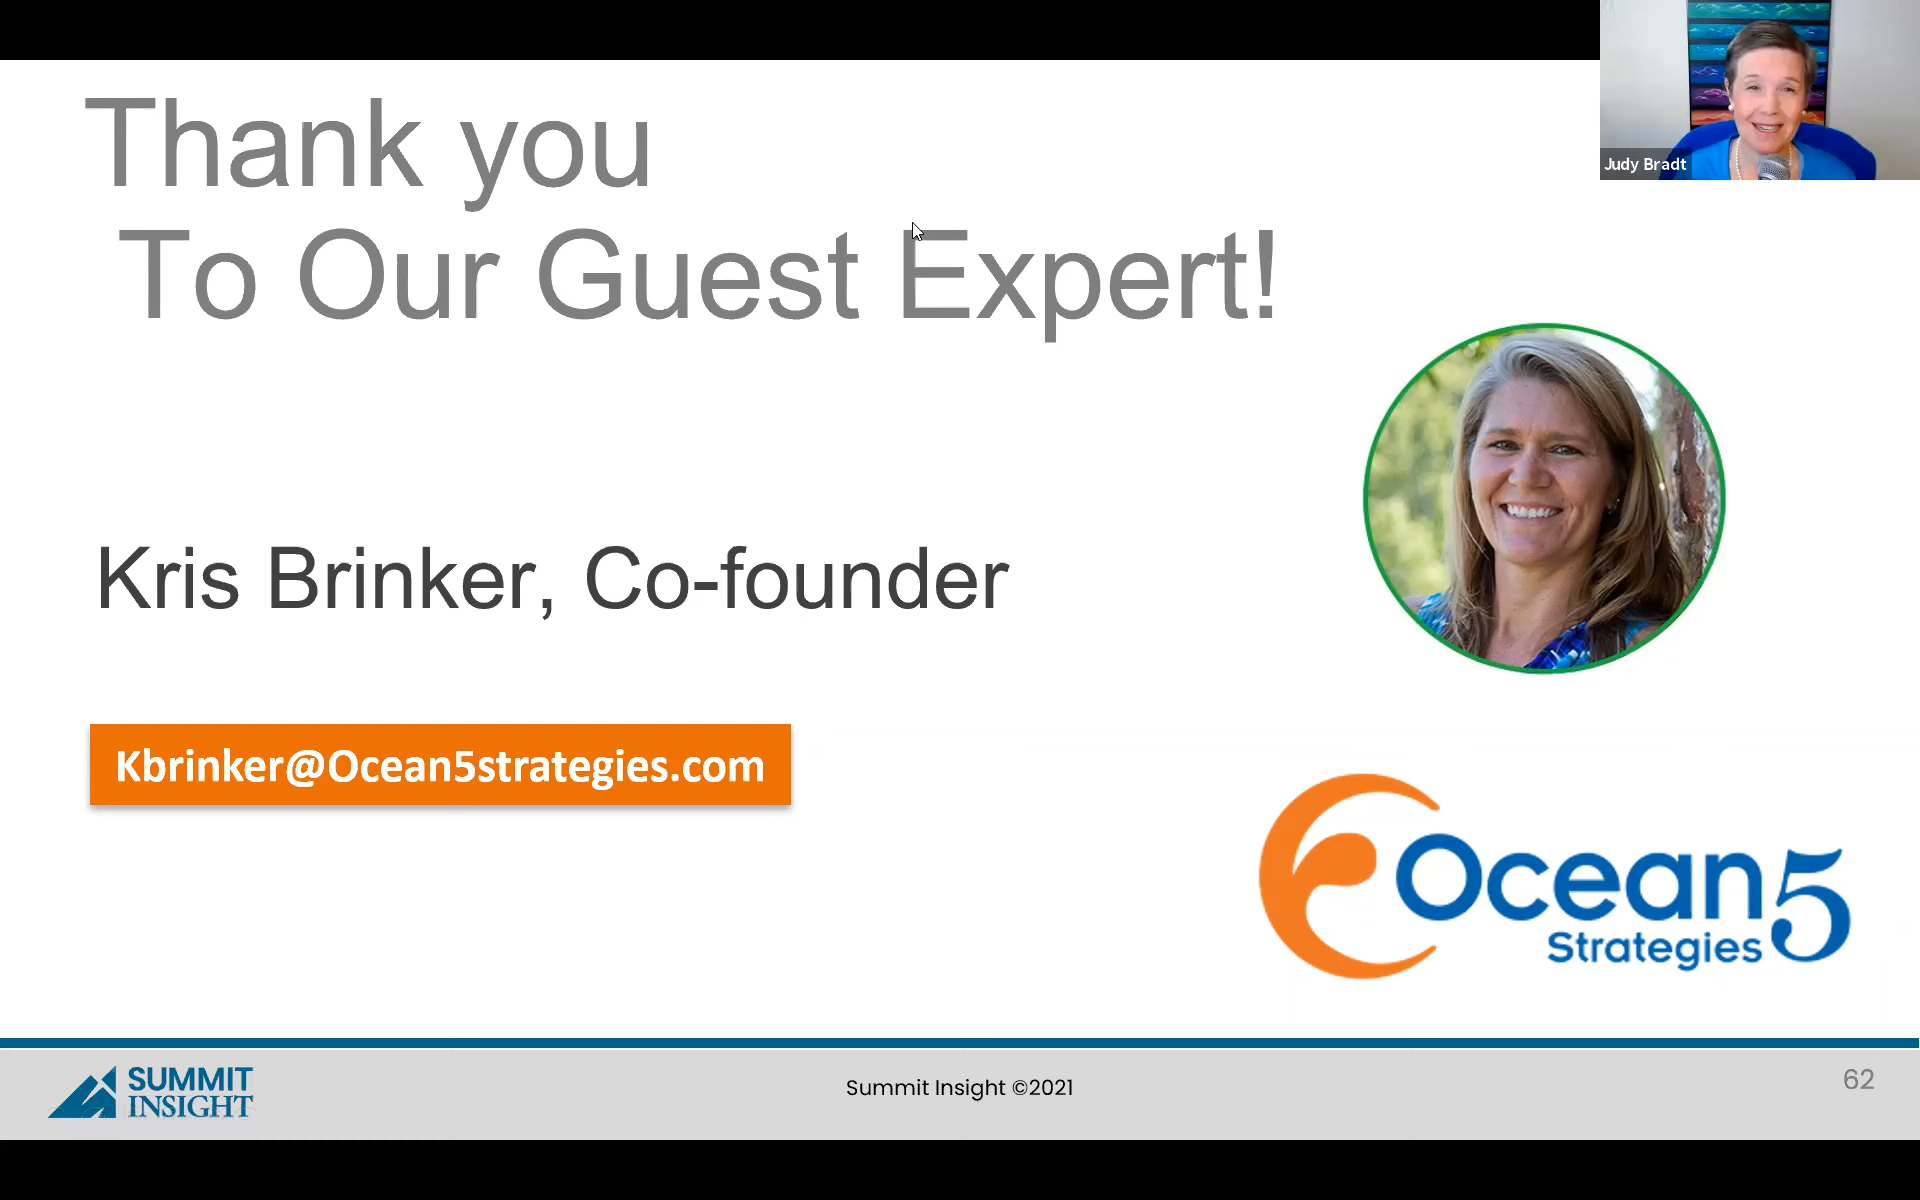 Judy Bradt
Thank you
To Our Guest Expert!
Kris Brinker, Co-founder
Kbrinker@Ocean5strategies.com
Ocean5
Strategies
SUMMIT
INSIGHT
Summit Insight ©2021
62